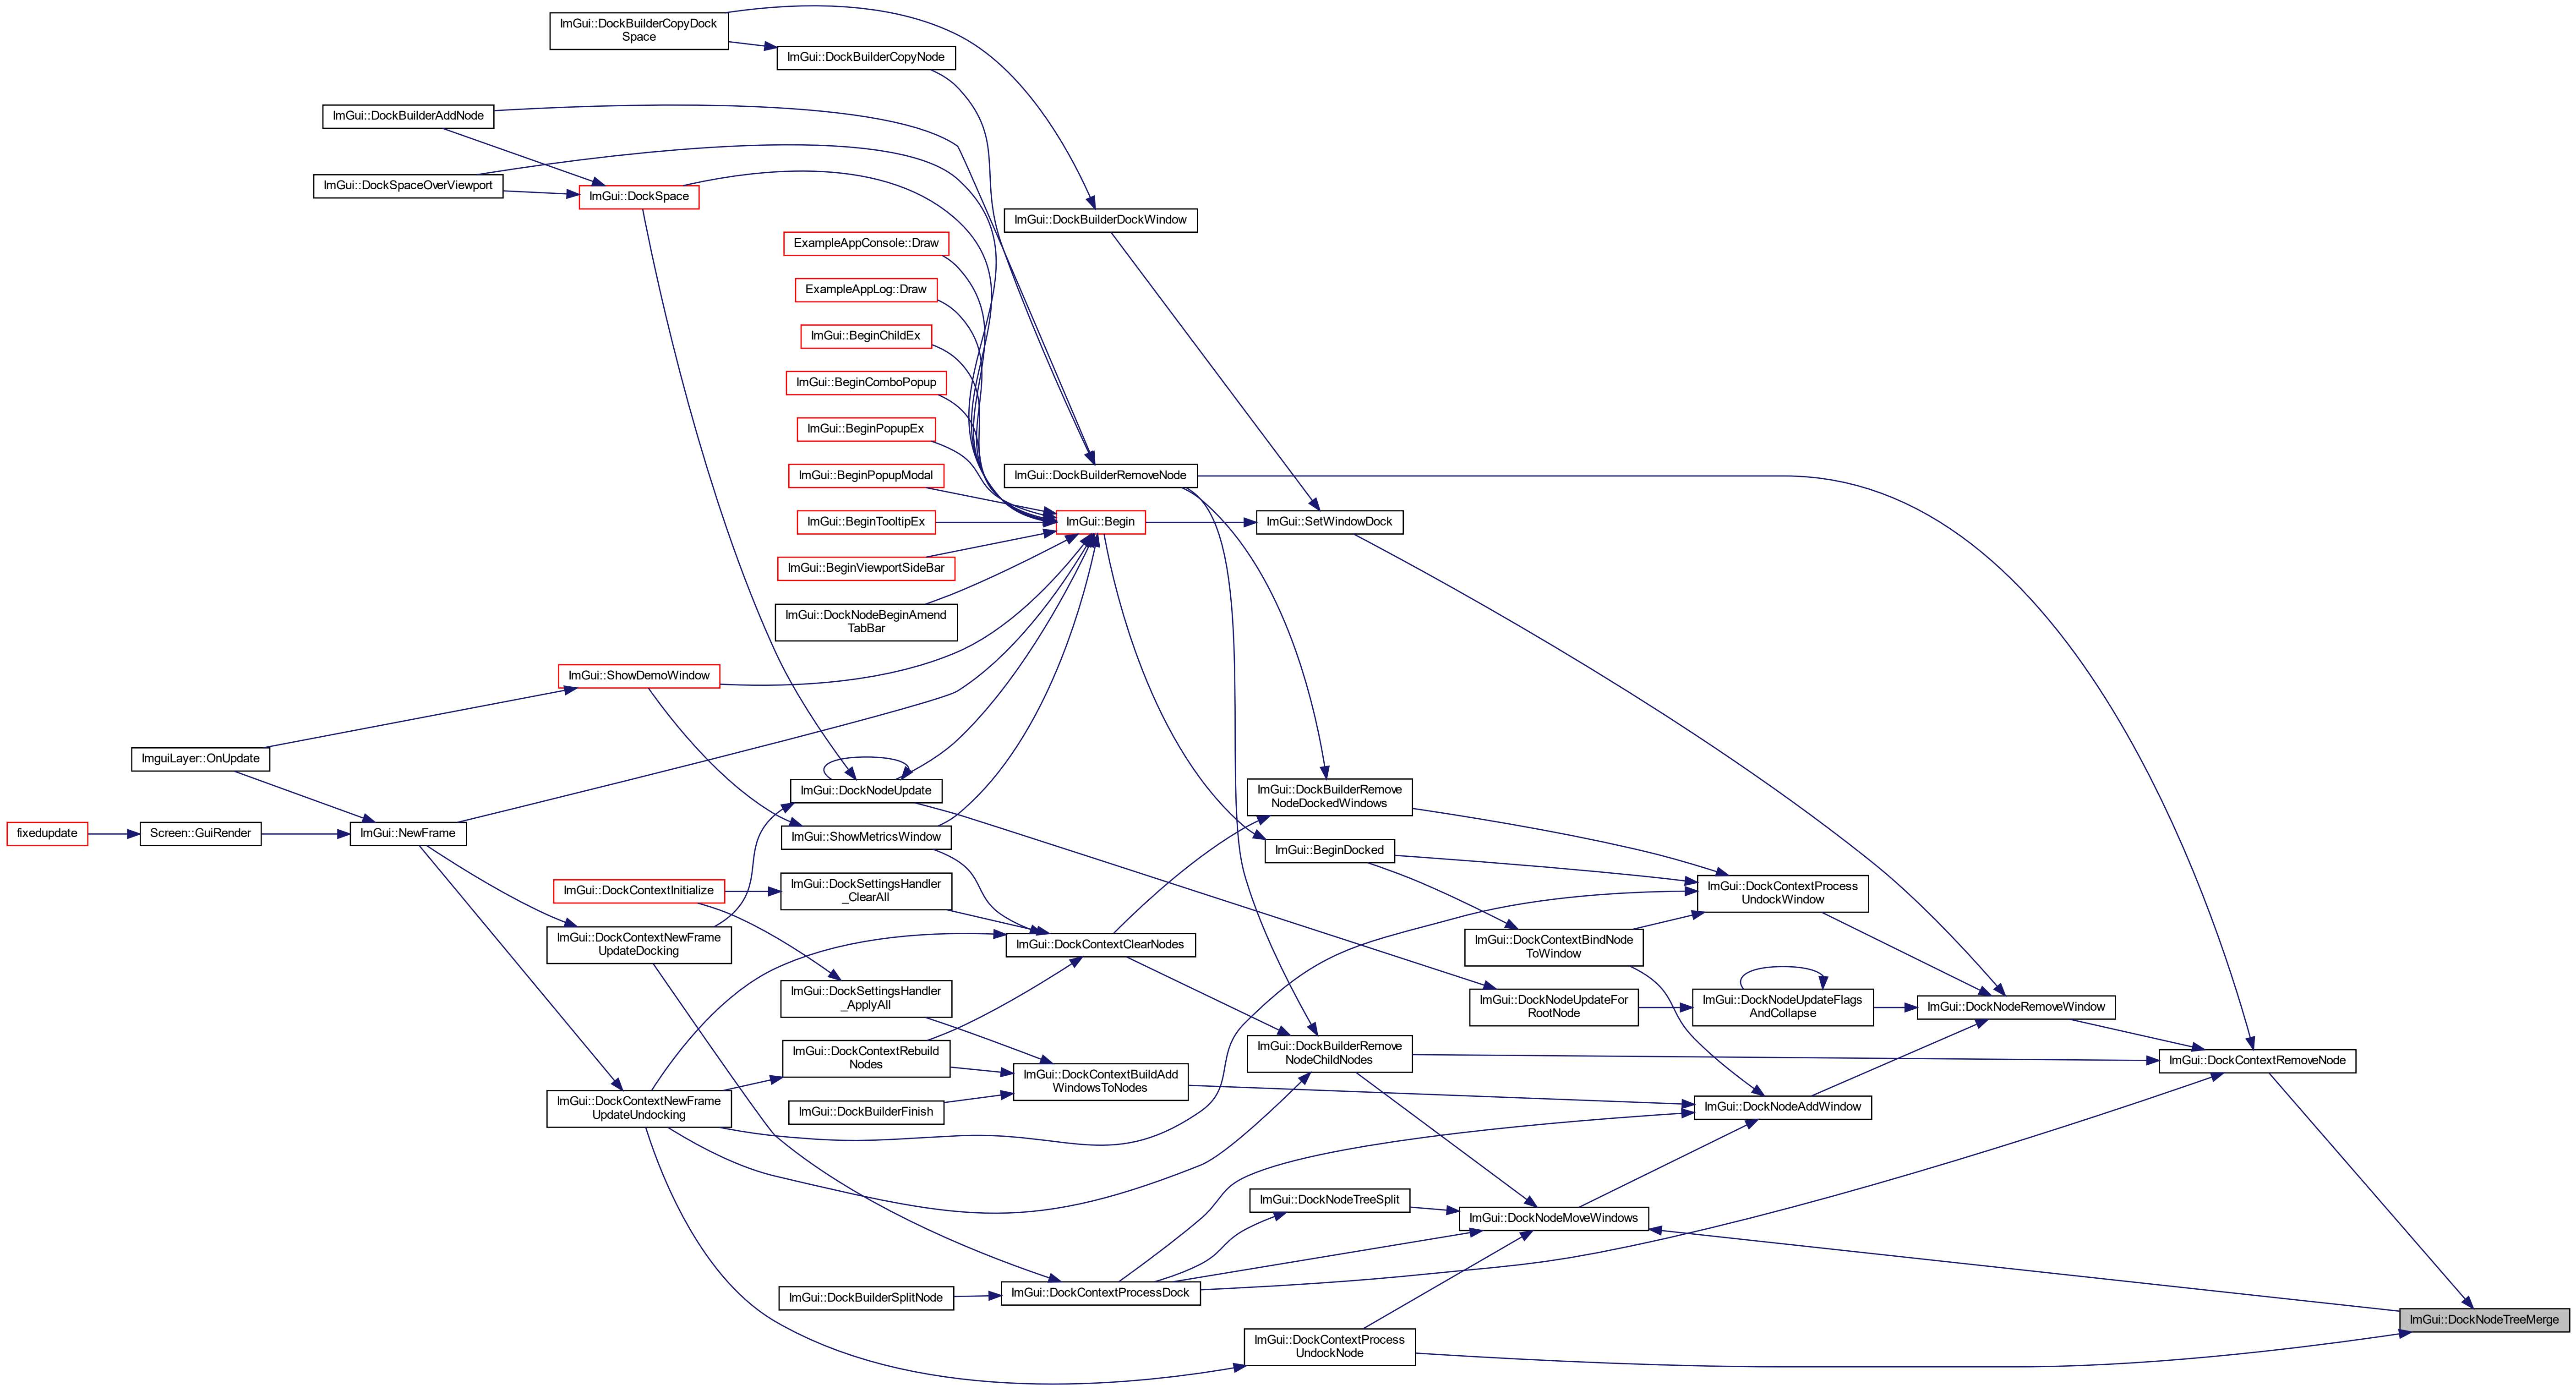 ImGui::DockBuilderCopyDock
Space
ImGui::DockBuilderCopyNode
ImGui::DockBuilderAddNode
ImGui::DockSpaceOverViewport
ImGui::DockSpace
ImGui::DockBuilderDockWindow
ExampleAppConsole::Draw
ExampleAppLog::Draw
ImGui::BeginChildEx
ImGui::BeginComboPopup
ImGui::BeginPopupEx
ImGui::BeginPopupModal
ImGui::DockBuilderRemoveNode
ImGui::BeginTooltipEx
ImGui::Begin
ImGui::SetWindowDock
ImGui::BeginViewportSideBar
ImGui::DockNodeBeginAmend
TabBar
ImGui::ShowDemoWindow
ImguiLayer::OnUpdate
ImGui::DockNodeUpdate
ImGui::DockBuilderRemove
NodeDockedWindows
fixedupdate
Screen::GuiRender
ImGui::NewFrame
ImGui::ShowMetricsWindow
ImGui::BeginDocked
ImGui::DockContextInitialize
ImGui::DockSettingsHandler
_ClearAll
ImGui::DockContextProcess
UndockWindow
ImGui::DockContextNewFrame
UpdateDocking
ImGui::DockContextClearNodes
ImGui::DockContextBindNode
ToWindow
ImGui::DockSettingsHandler
_ApplyAll
ImGui::DockNodeUpdateFor
RootNode
ImGui::DockNodeUpdateFlags
AndCollapse
ImGui::DockNodeRemoveWindow
ImGui::DockContextRebuild
Nodes
ImGui::DockBuilderRemove
NodeChildNodes
ImGui::DockContextRemoveNode
ImGui::DockContextBuildAdd
WindowsToNodes
ImGui::DockContextNewFrame
UpdateUndocking
ImGui::DockBuilderFinish
ImGui::DockNodeAddWindow
ImGui::DockNodeTreeSplit
ImGui::DockNodeMoveWindows
ImGui::DockBuilderSplitNode
ImGui::DockContextProcessDock
ImGui::DockNodeTreeMerge
ImGui::DockContextProcess
UndockNode